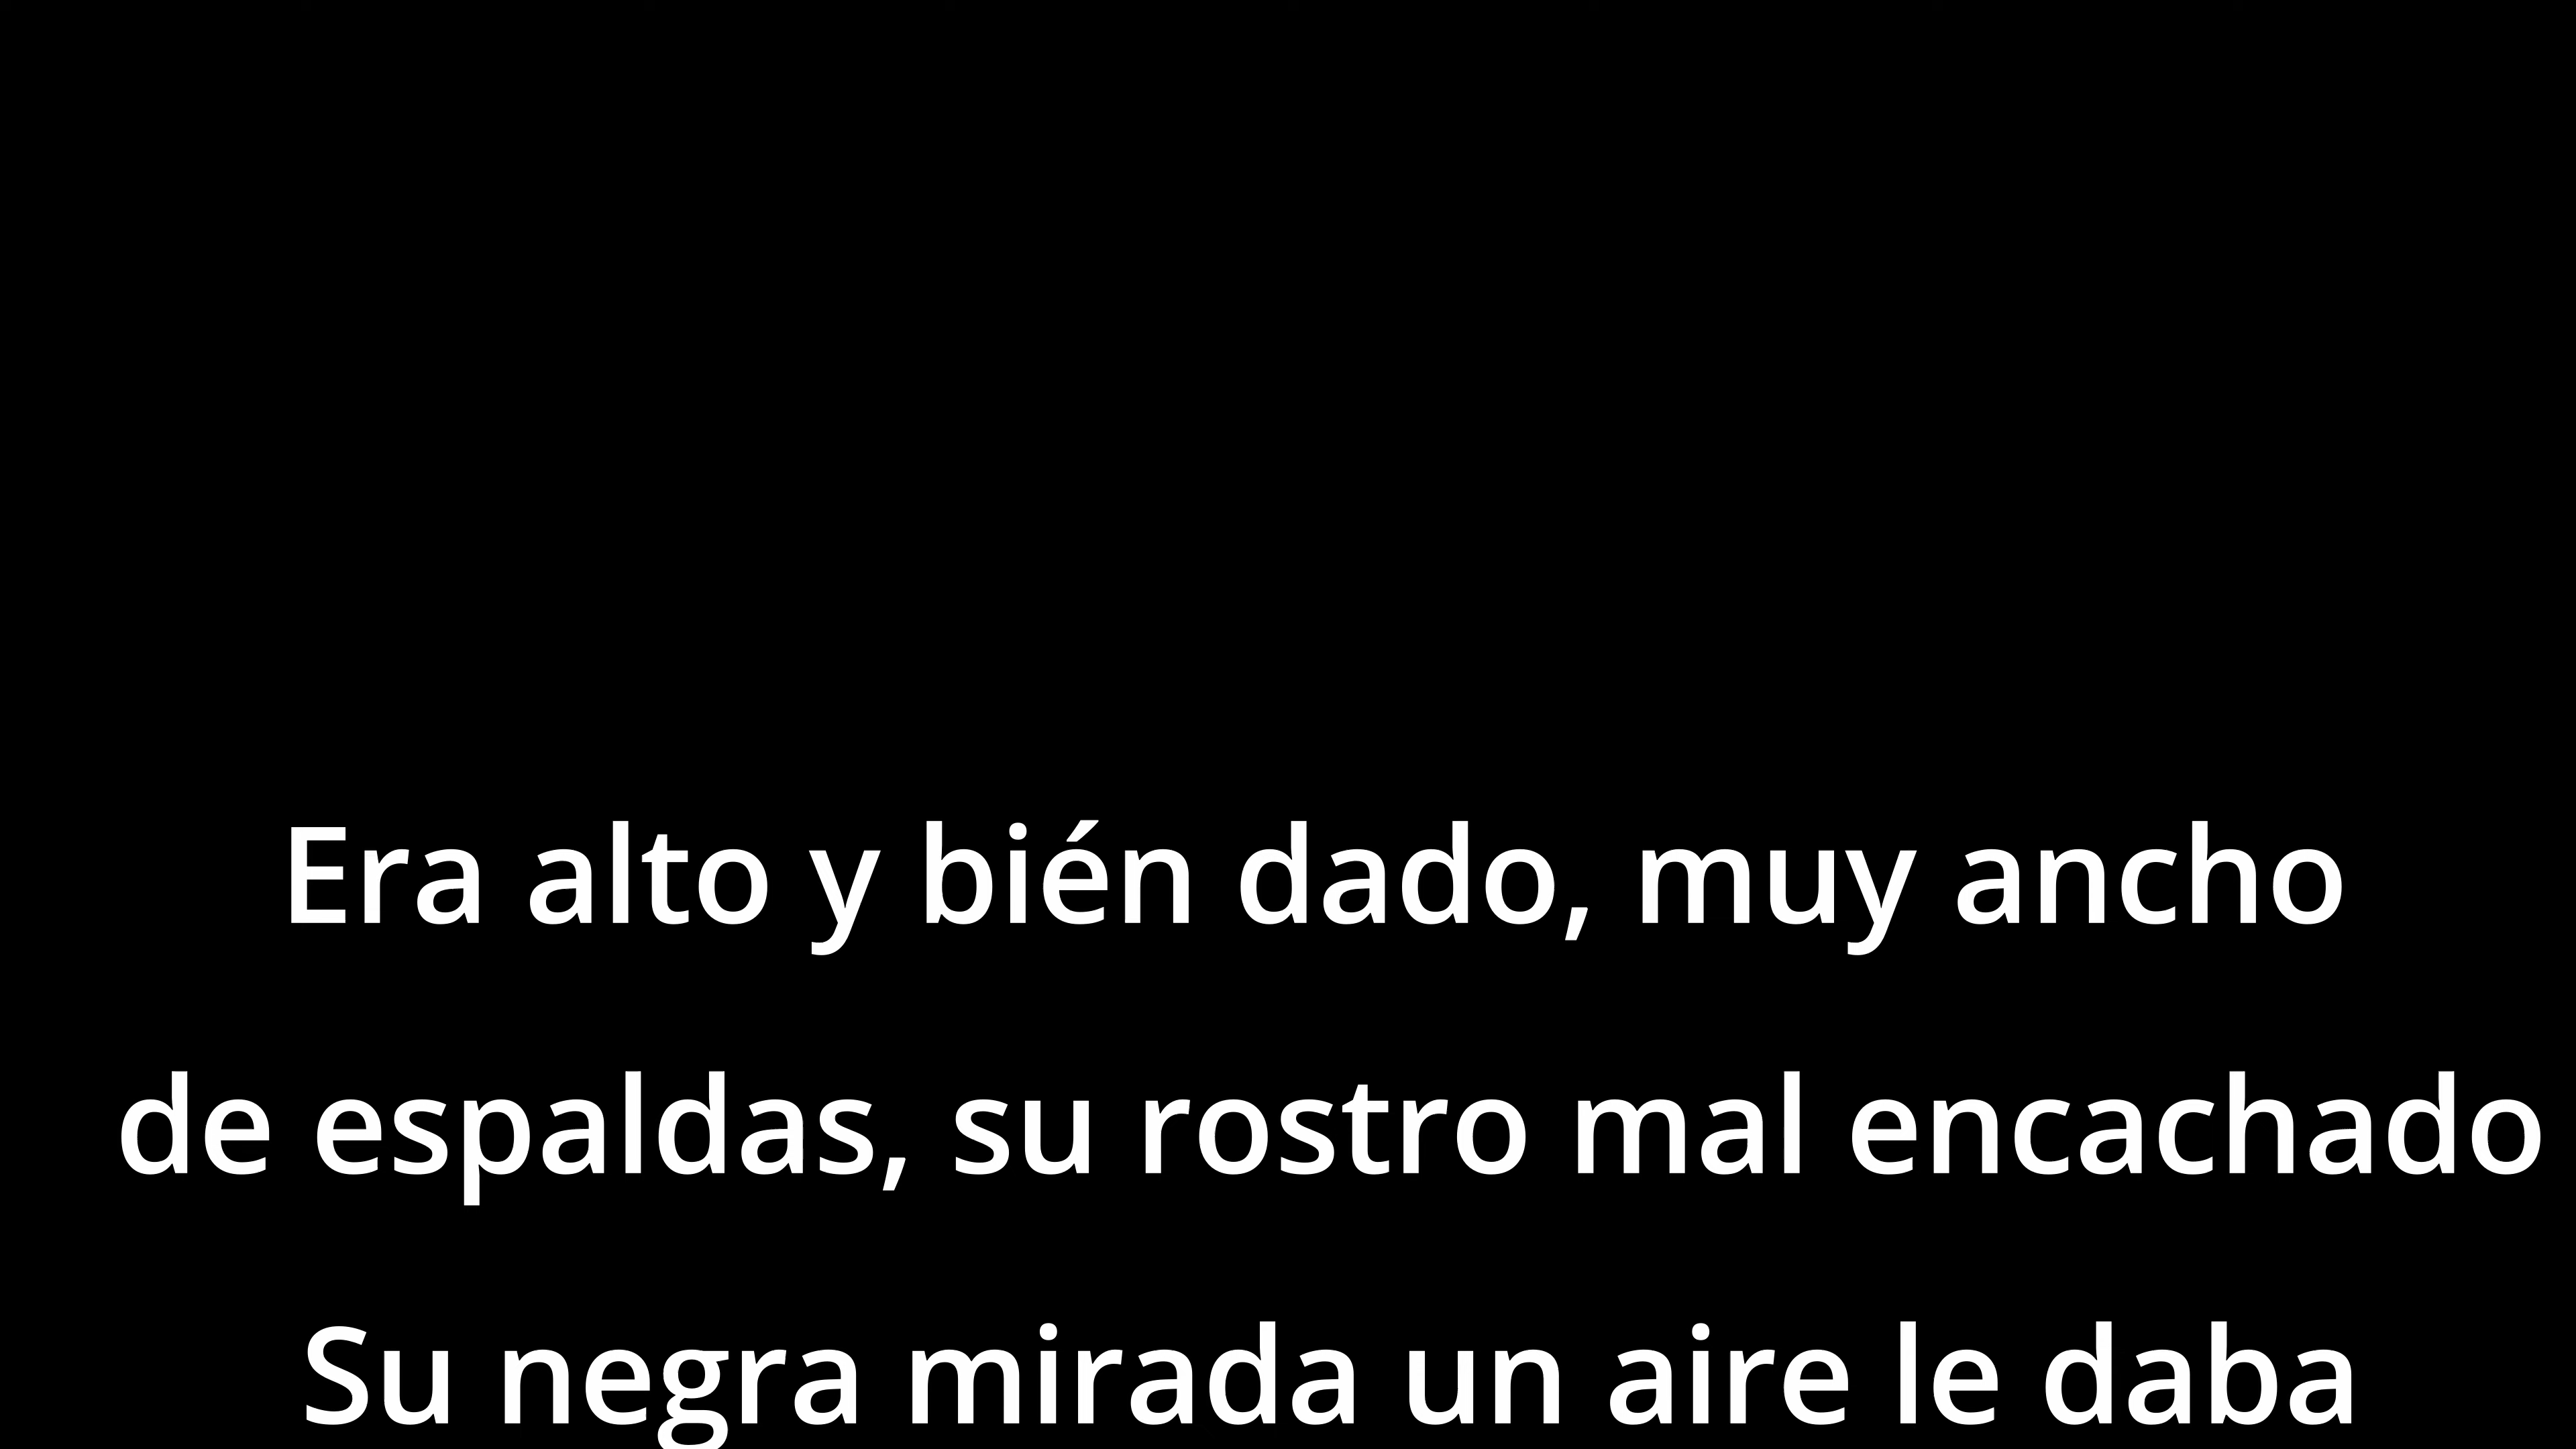 Era alto y bién dado, muy ancho
de espaldas, su rostro mal encachado
Su negra mirada un aire le daba